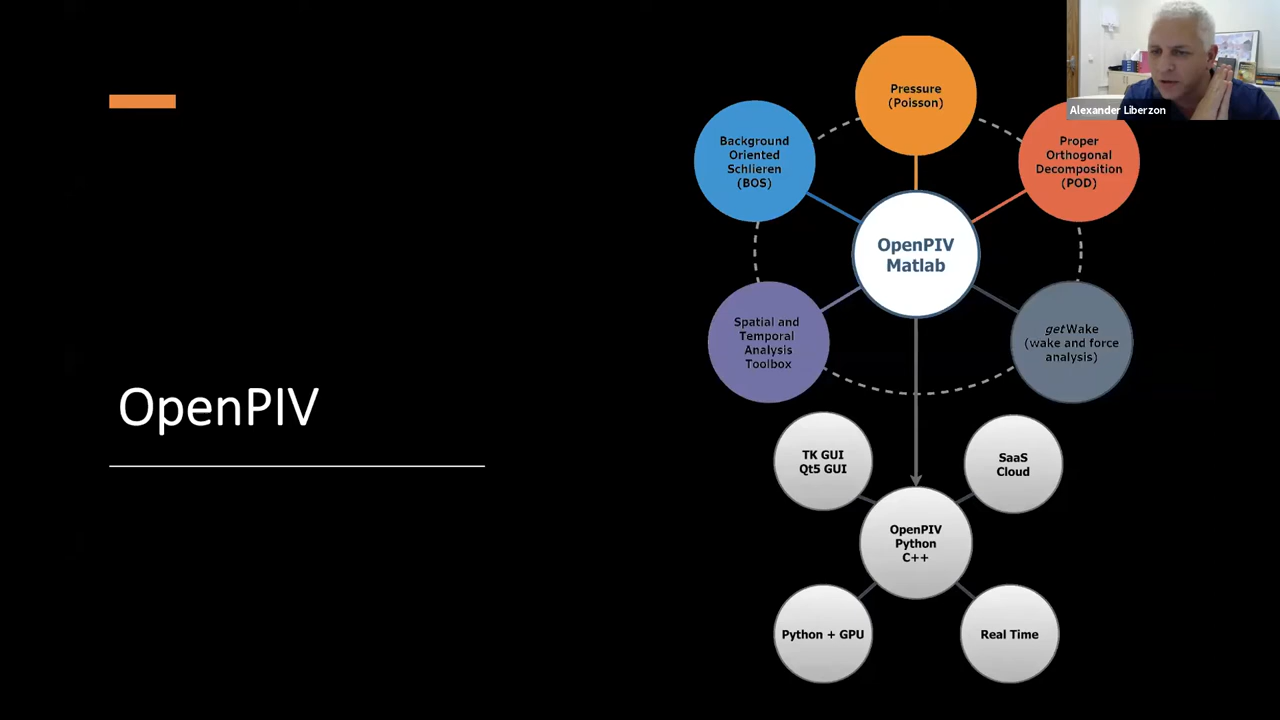 OpenPIV
Pressure
(Poisson)
Background
Oriented
Schlieren
(BOS)
Proper
Orthogonal
Decomposition
(POD)
OpenPIV
Matlab
Spatial and
Temporal
Analysis
Toolbox
getWake
(wake and force
analysis)
TK GUI
Qt5 GUI
SaaS
Cloud
OpenPIV
Python
C++
Python + GPU
Real Time
Alexander Liberzon